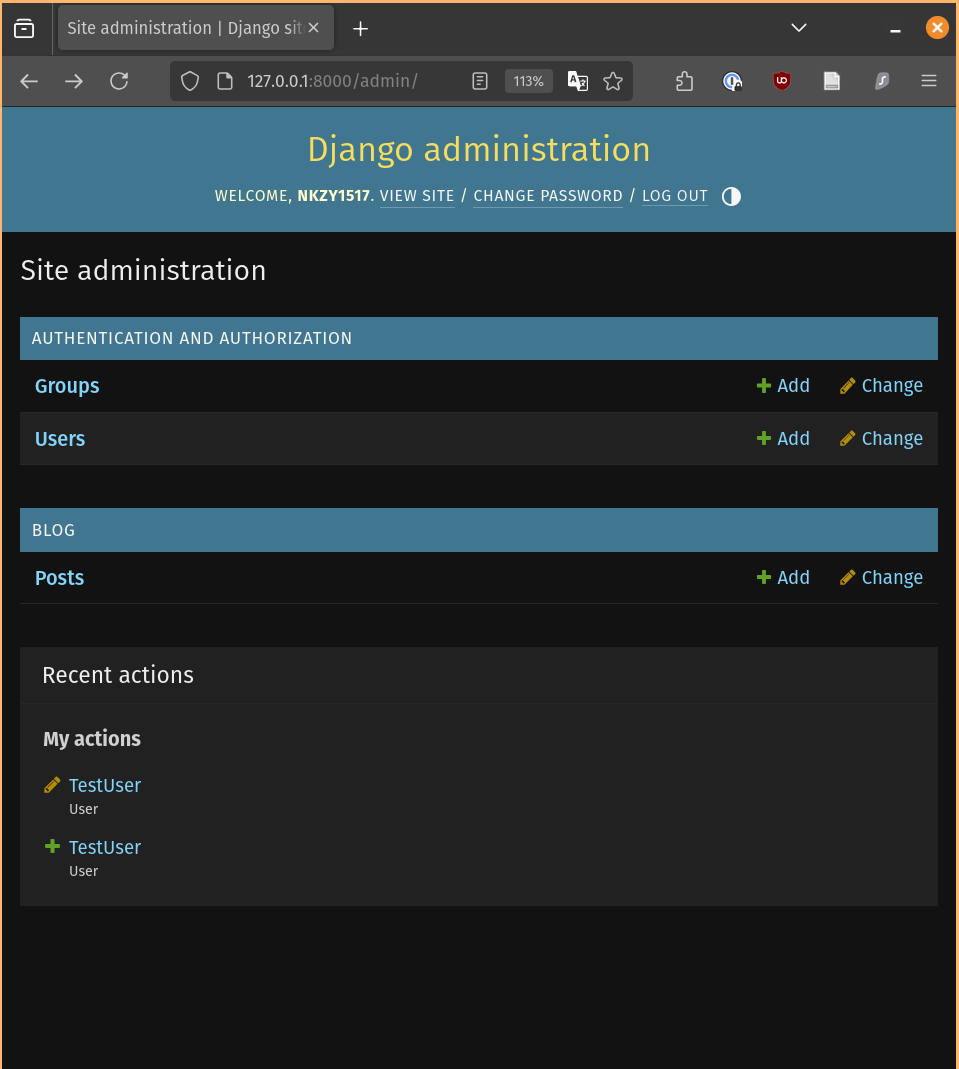 Site administration | Django sit
127.0.0.1:8000/admin/
113%
Django administration
WELCOME, NKZY1517. VIEW SITE / CHANGE PASSWORD / LOG OUT
Site administration
AUTHENTICATION AND AUTHORIZATION
Groups Add Change
Users Add Change
BLOG
Posts Add Change
Recent actions
My actions
TestUser
User
TestUser
User